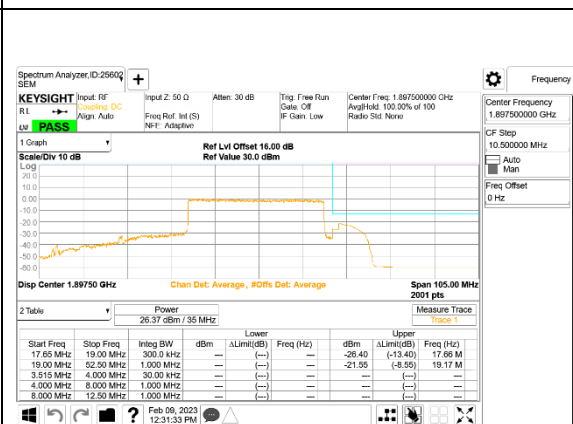 Spectrum Analyzer, ID:25602
SEM
+
Frequency
KEYSIGHT
RL
PASS
Input: RF
Coupling: DC
Align: Auto
Input Z: 50 Ω
Freq Ref: Int (S)
NFE: Adaptive
Atten: 30 dB
Trig: Free Run
Gate: Off
IF Gain: Low
Center Freq: 1.897500000 GHz
Avg|Hold: 100.00% of 100
Radio Std: None
Center Frequency
1.897500000 GHz
CF Step
10.500000 MHz
Auto
Man
Freq Offset
0 Hz
1 Graph
Scale/Div 10 dB
Ref Lvl Offset 16.00 dB
Ref Value 30.0 dBm
Log
20.0
10.0
0.00
-10.0
-20.0
-30.0
-40.0
-50.0
-60.0
Disp Center 1.89750 GHz
Chan Det: Average, #Offs Det: Average
Span 105.00 MHz
2001 pts
2 Table
Power
26.37 dBm / 35 MHz
Measure Trace
Trace 1
Lower Upper
Start Freq Stop Freq Integ BW dBm ΔLimit(dB) Freq (Hz) dBm ΔLimit(dB) Freq (Hz)
17.65 MHz 19.00 MHz 300.0 kHz --- (---) --- -26.40 (-13.40) 17.66 M
19.00 MHz 52.50 MHz 1.000 MHz --- (---) --- -21.55 (-8.55) 19.17 M
3.515 MHz 4.000 MHz 30.00 kHz --- (---) --- --- (---) ---
4.000 MHz 8.000 MHz 1.000 MHz --- (---) --- --- (---) ---
8.000 MHz 12.50 MHz 1.000 MHz --- (---) --- --- (---) ---
?
Feb 09, 2023
12:31:33 PM